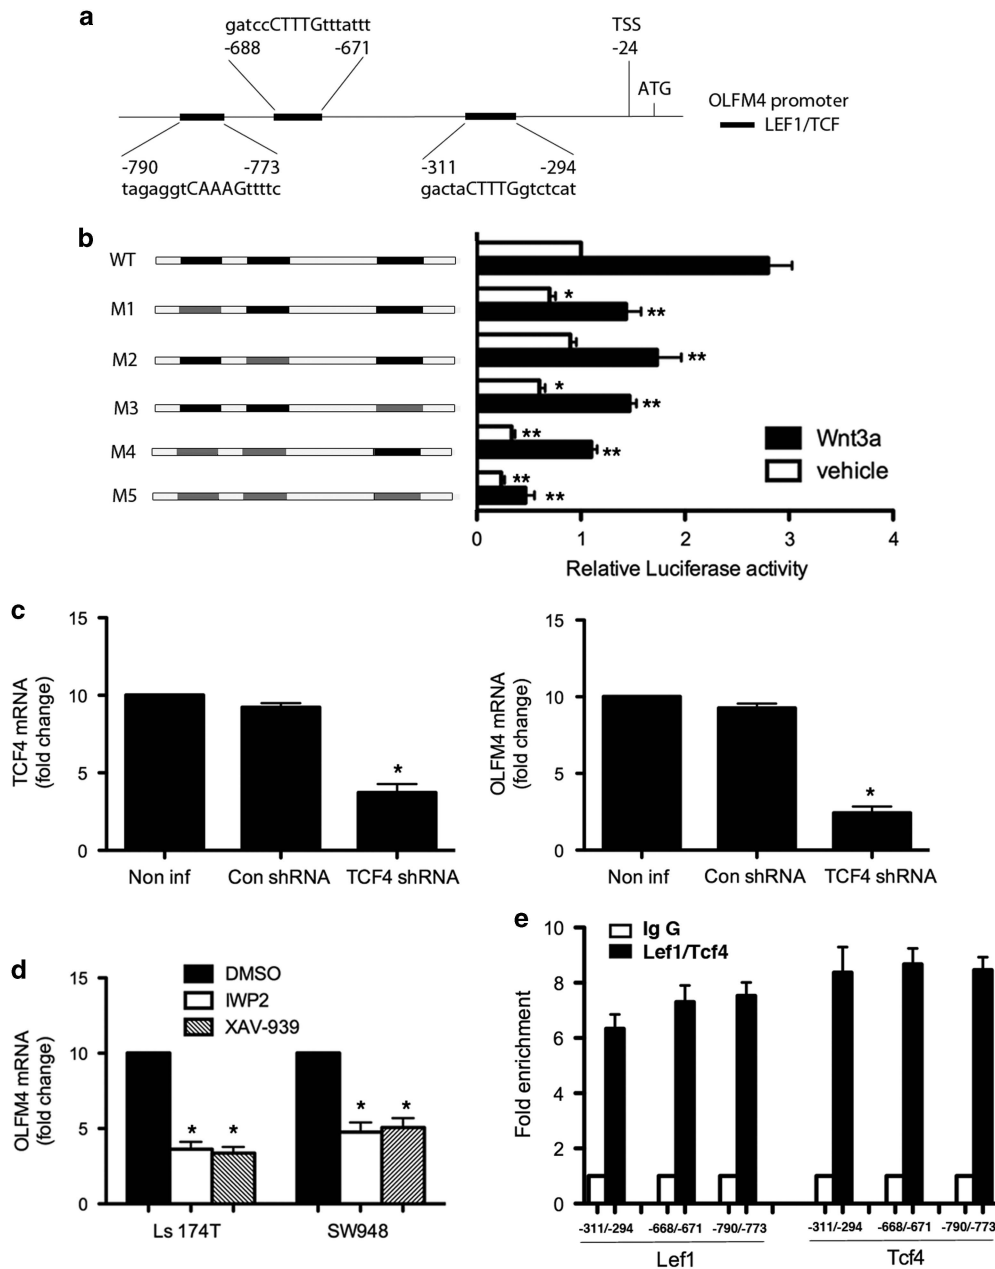 a
gatccCTTTGtttattt
-688 -671
TSS
-24
ATG
OLFM4 promoter
LEF1/TCF
-790 -773
tagaggtCAAAGttttc
-311 -294
gactaCTTTGgtctcat
b
WT
M1
*
**
M2
**
M3
*
**
M4
**
**
M5
**
**
Wnt3a
vehicle
0 1 2 3 4
Relative Luciferase activity
c
TCF4 mRNA
(fold change)
15
10
5
0
*
Non inf Con shRNA TCF4 shRNA
OLFM4 mRNA
(fold change)
15
10
5
0
*
Non inf Con shRNA TCF4 shRNA
d
DMSO
IWP2
XAV-939
OLFM4 mRNA
(fold change)
15
10
5
0
* * * *
Ls 174T SW948
e
Ig G
Lef1/Tcf4
Fold enrichment
10
8
6
4
2
0
-311/-294 -668/-671 -790/-773 -311/-294 -668/-671 -790/-773
Lef1 Tcf4